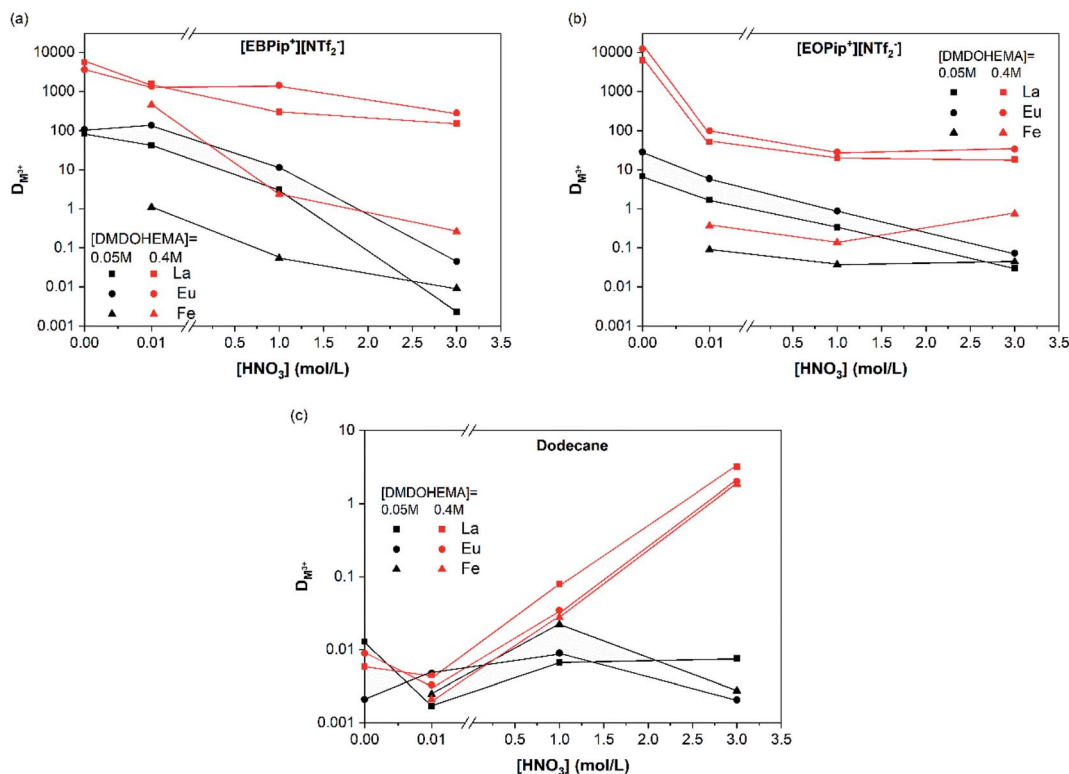 (a)
[EBPip⁺][NTf₂⁻]
10000
1000
100
10
1
0.1
0.01
0.001
D_M³⁺
[DMDOHEMA]=
0.05M 0.4M
La
Eu
Fe
0.00 0.01 0.5 1.0 1.5 2.0 2.5 3.0 3.5
[HNO₃] (mol/L)
(b)
[EOPip⁺][NTf₂⁻]
10000
1000
100
10
1
0.1
0.01
0.001
D_M³⁺
[DMDOHEMA]=
0.05M 0.4M
La
Eu
Fe
0.00 0.01 0.5 1.0 1.5 2.0 2.5 3.0 3.5
[HNO₃] (mol/L)
(c)
Dodecane
10
1
0.1
0.01
0.001
D_M³⁺
[DMDOHEMA]=
0.05M 0.4M
La
Eu
Fe
0.00 0.01 0.5 1.0 1.5 2.0 2.5 3.0 3.5
[HNO₃] (mol/L)